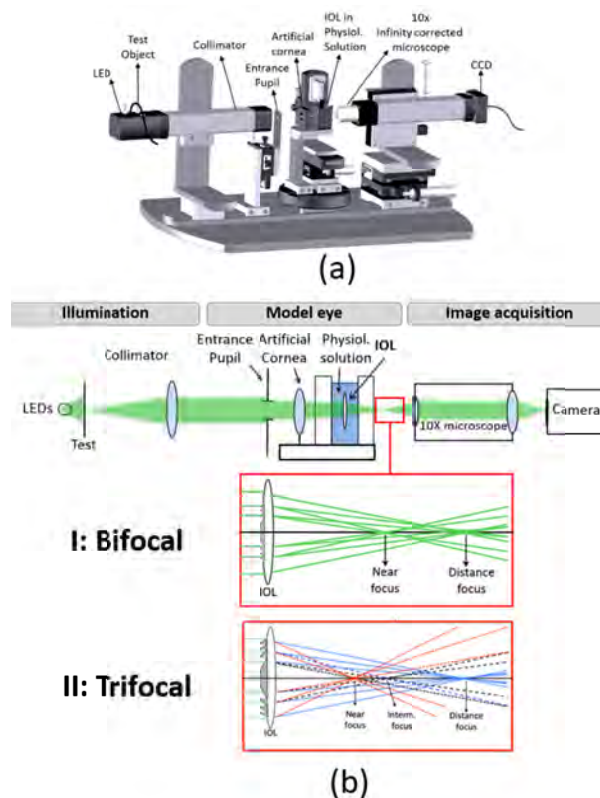 Test
Object
LED
Collimator
Entrance
Pupil
Artificial
cornea
IOL in
Physiol.
Solution
10x
Infinity corrected
microscope
CCD
(a)
Illumination
Model eye
Image acquisition
Collimator
Entrance
Pupil
Artificial
Cornea
Physiol.
solution
IOL
LEDs
Test
10X microscope
Camera
I: Bifocal
IOL
Near
focus
Distance
focus
II: Trifocal
IOL
Near
focus
Interm.
focus
Distance
focus
(b)